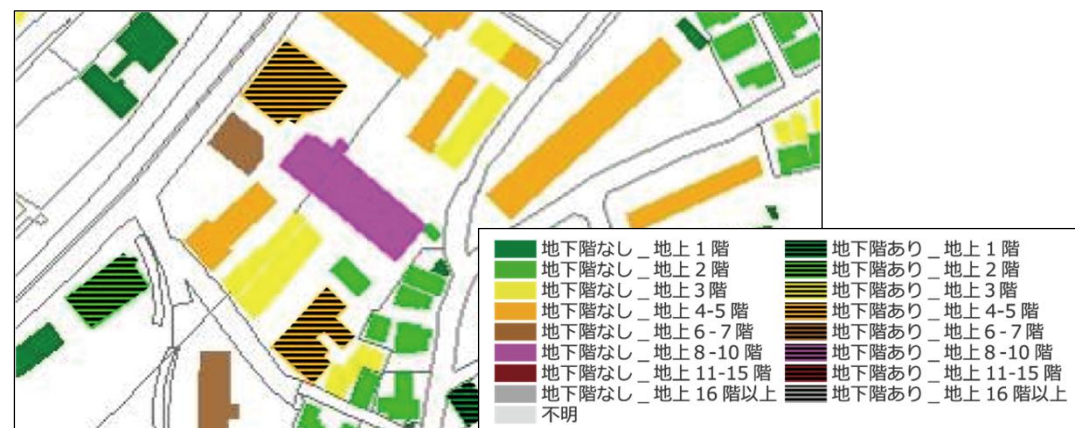 地下階なし _ 地上 1 階
地下階なし _ 地上 2 階
地下階なし _ 地上 3 階
地下階なし _ 地上 4-5 階
地下階なし _ 地上 6 - 7 階
地下階なし _ 地上 8 -10 階
地下階なし _ 地上 11-15 階
地下階なし _ 地上 16 階以上
不明
地下階あり _ 地上 1 階
地下階あり _ 地上 2 階
地下階あり _ 地上 3 階
地下階あり _ 地上 4-5 階
地下階あり _ 地上 6 - 7 階
地下階あり _ 地上 8 -10 階
地下階あり _ 地上 11-15 階
地下階あり _ 地上 16 階以上